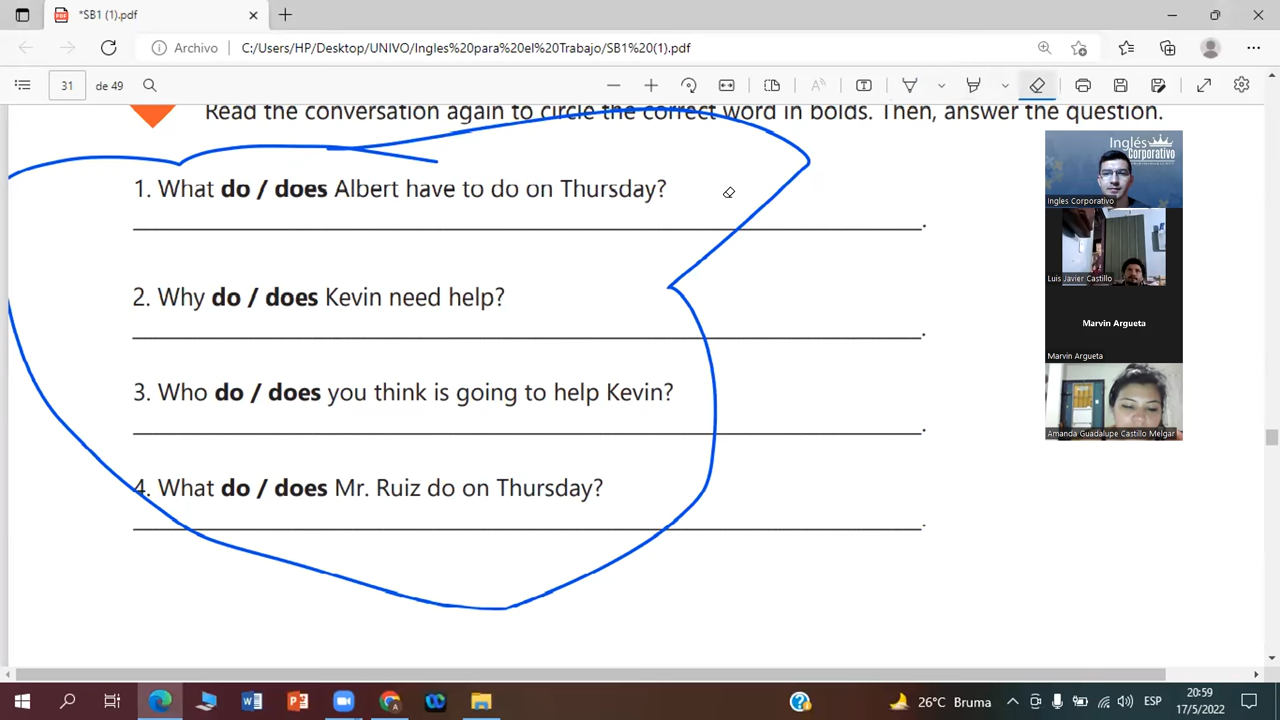 *SB1 (1).pdf
Archivo
C:/Users/HP/Desktop/UNIVO/Ingles%20para%20el%20Trabajo/SB1%20(1).pdf
31 de 49
Read the conversation again to circle the correct word in bolds. Then, answer the question.
1. What do / does Albert have to do on Thursday?
2. Why do / does Kevin need help?
3. Who do / does you think is going to help Kevin?
4. What do / does Mr. Ruiz do on Thursday?
Inglés
Corporativo
Ingles Corporativo
Luis Javier Castillo
Marvin Argueta
Marvin Argueta
Amanda Guadalupe Castillo Melgar
26°C Bruma
ESP
20:59
17/5/2022